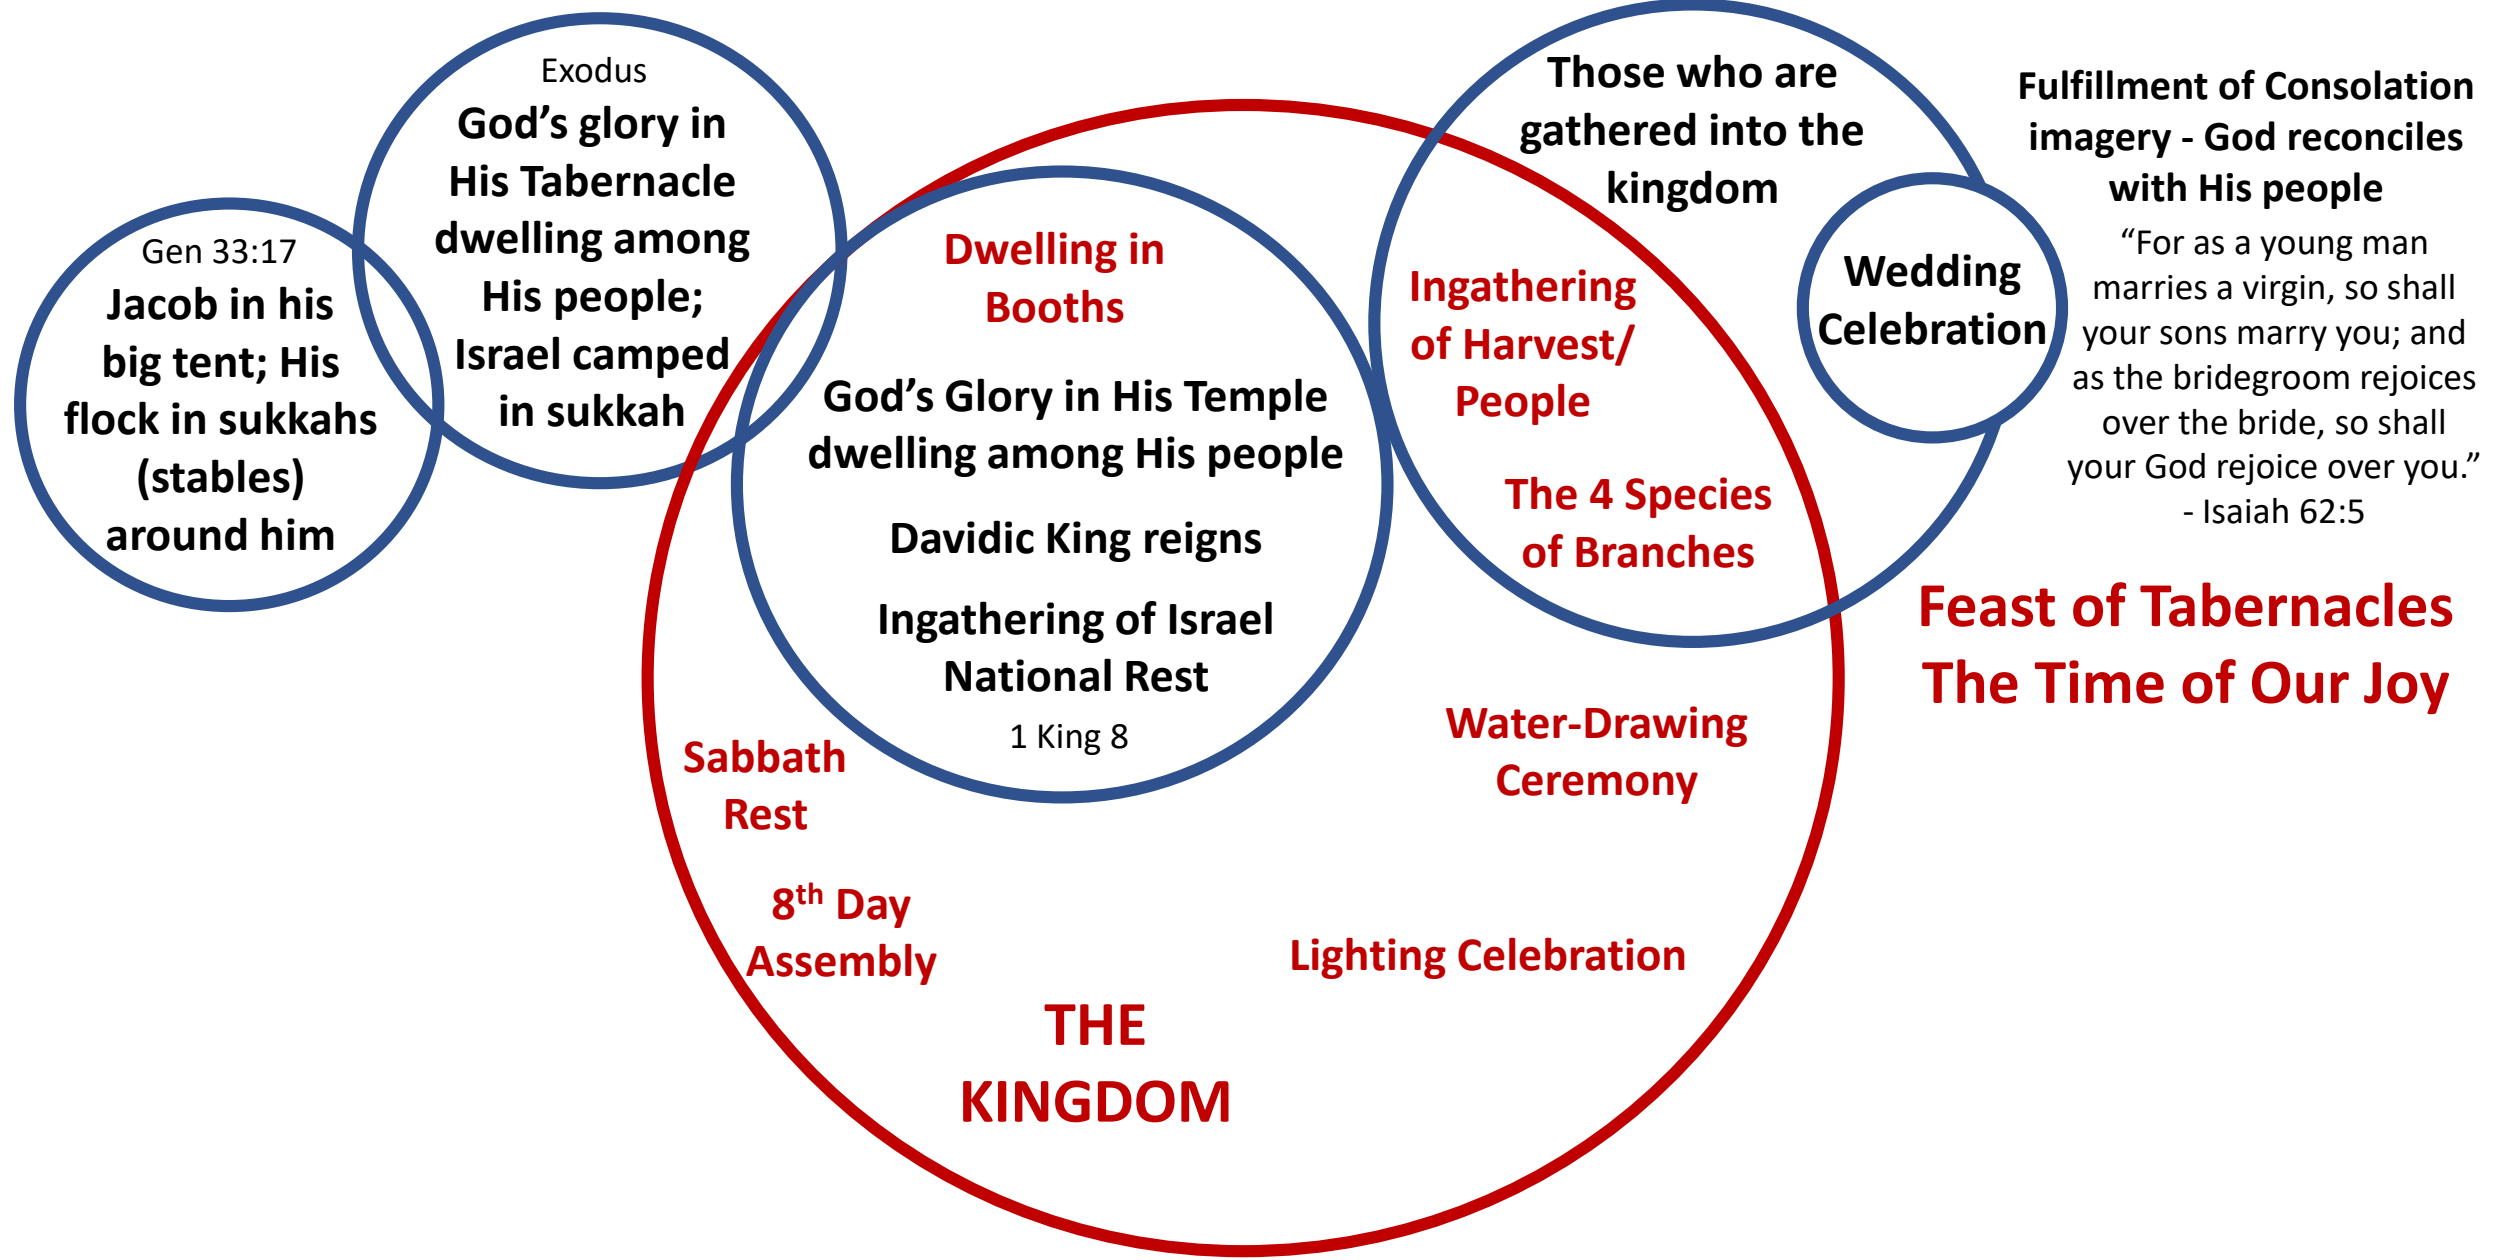 Gen 33:17
Jacob in his
big tent; His
flock in sukkahs
(stables)
around him
Exodus
God’s glory in
His Tabernacle
dwelling among
His people;
Israel camped
in sukkah
Dwelling in
Booths
God’s Glory in His Temple
dwelling among His people
Davidic King reigns
Ingathering of Israel
National Rest
1 King 8
Those who are
gathered into the
kingdom
Ingathering
of Harvest/
People
The 4 Species
of Branches
Wedding
Celebration
Fulfillment of Consolation
imagery - God reconciles
with His people
“For as a young man
marries a virgin, so shall
your sons marry you; and
as the bridegroom rejoices
over the bride, so shall
your God rejoice over you.”
- Isaiah 62:5
Feast of Tabernacles
The Time of Our Joy
Water-Drawing
Ceremony
Sabbath
Rest
8th Day
Assembly
Lighting Celebration
THE
KINGDOM